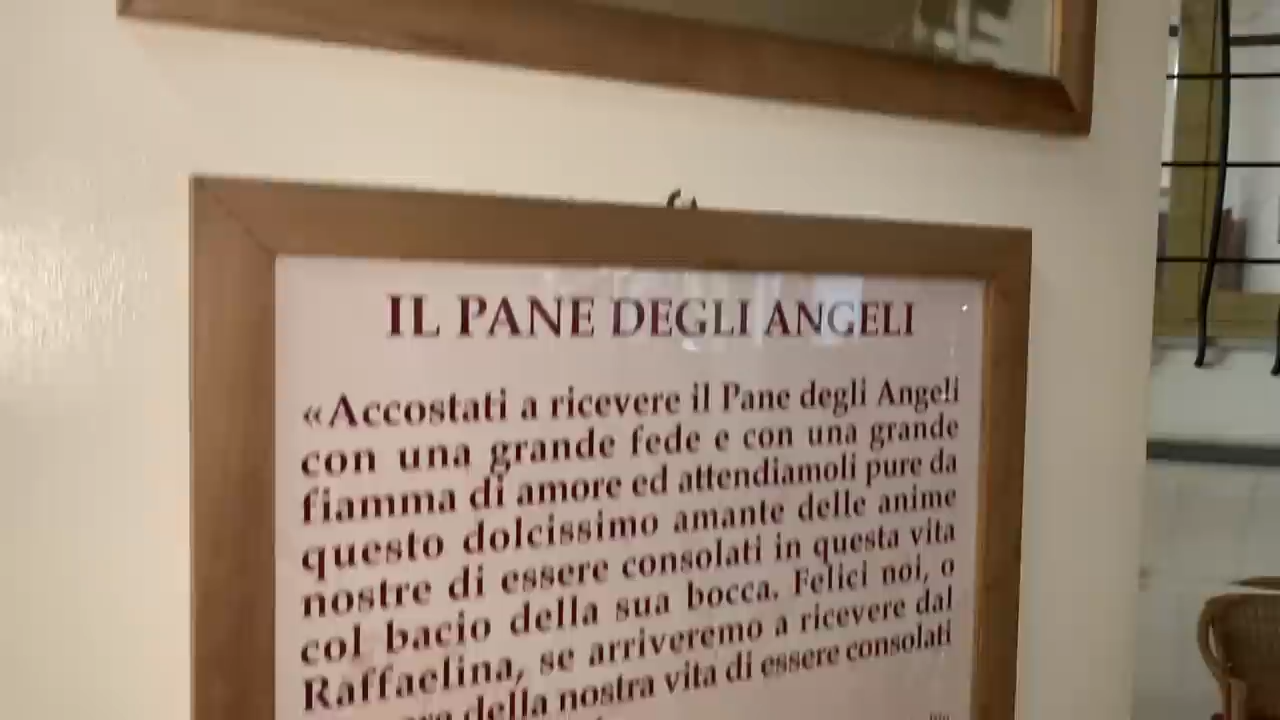 IL PANE DEGLI ANGELI
«Accostati a ricevere il Pane degli Angeli
con una grande fede e con una grande
fiamma di amore ed attendiamoli pure da
questo dolcissimo amante delle anime
nostre di essere consolati in questa vita
col bacio della sua bocca. Felici noi, o
Raffaelina, se arriveremo a ricevere dal
della nostra vita di essere consolati